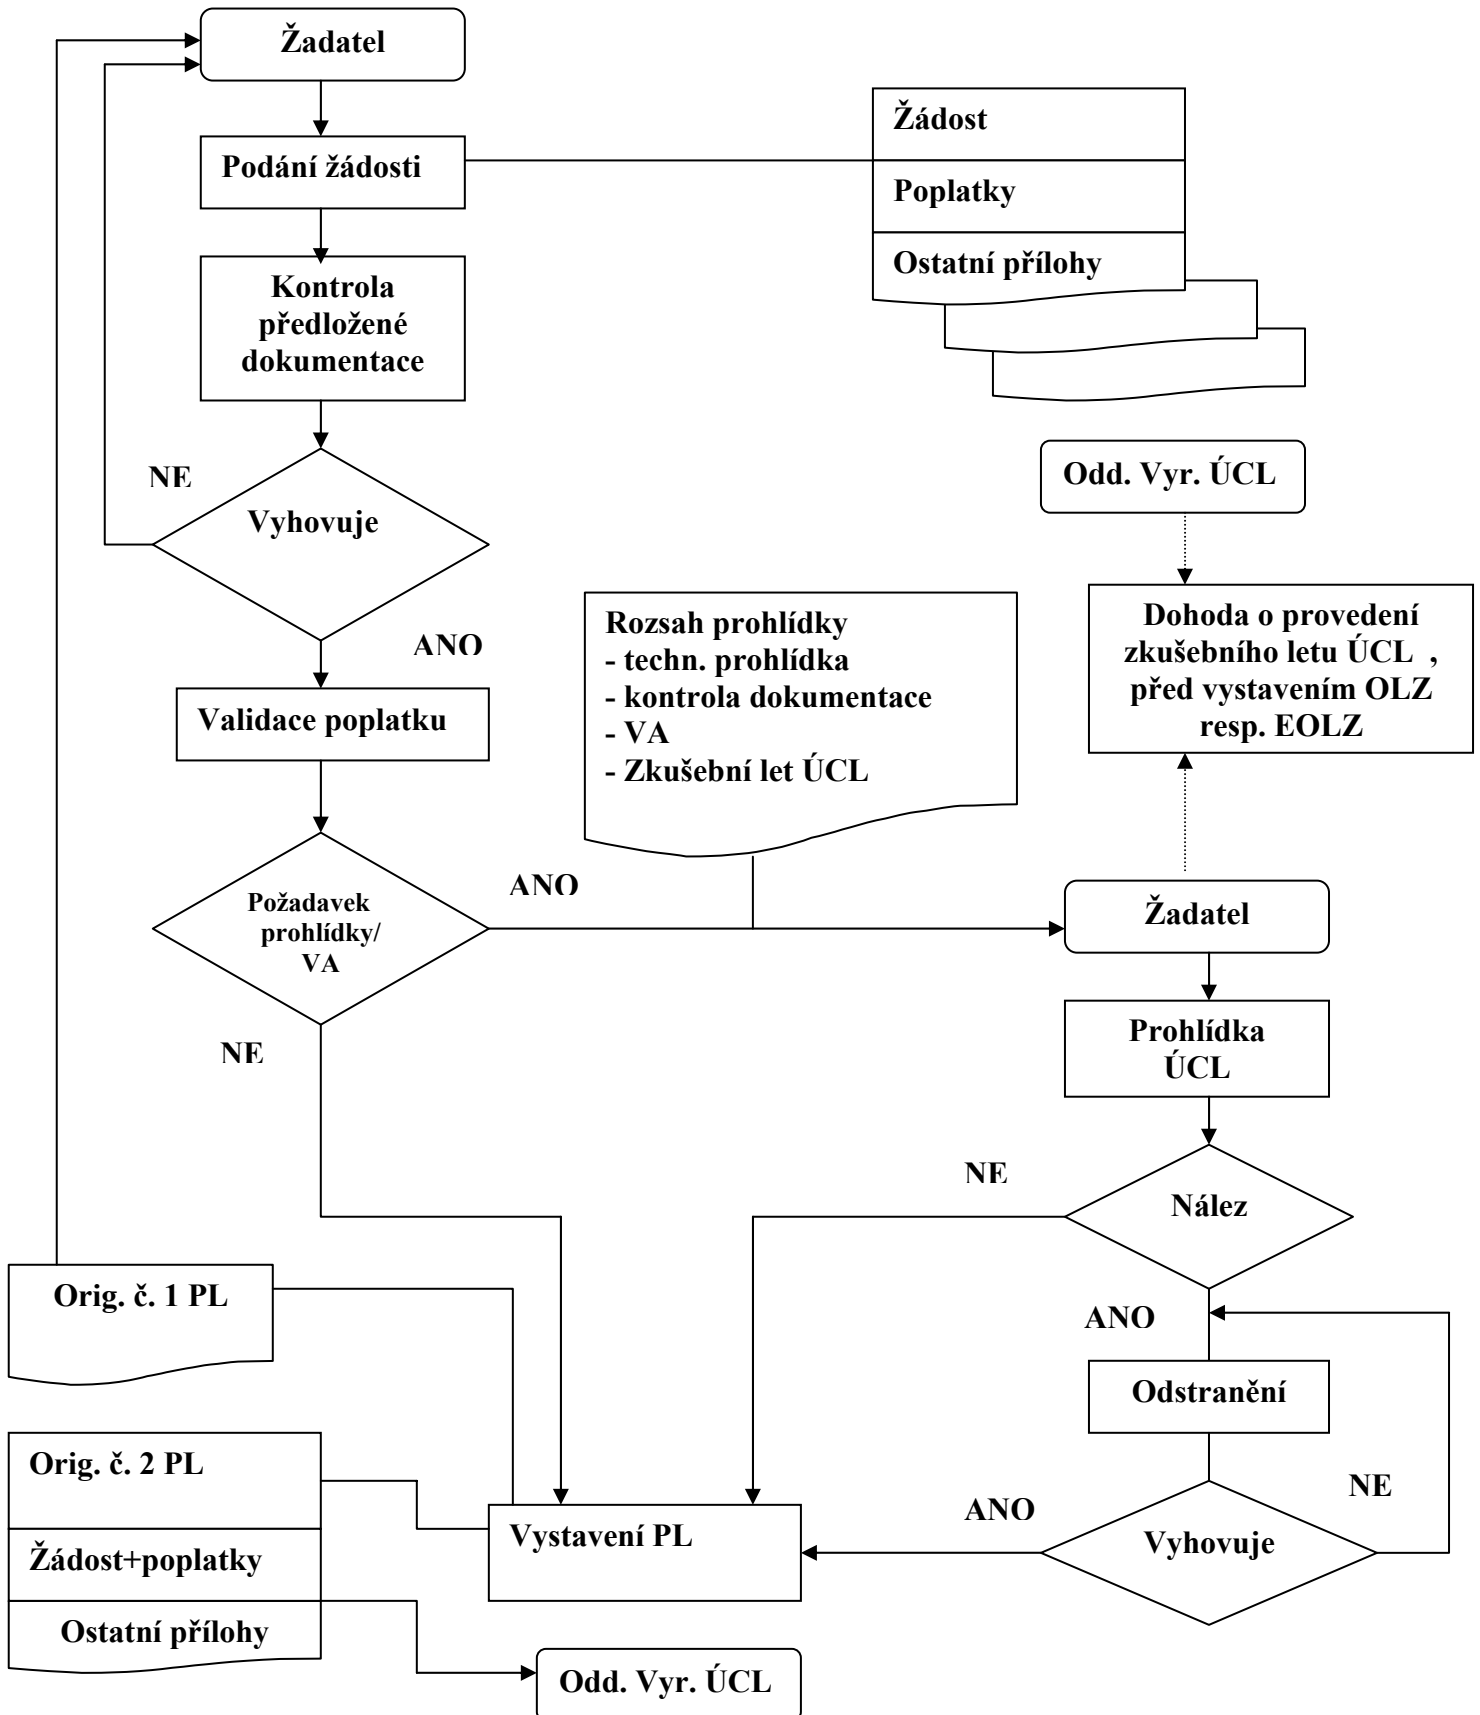 Žadatel
Žádost
Podání žádosti
Poplatky
Ostatní přílohy
Kontrola
předložené
dokumentace
NE
Odd. Vyr. ÚCL
Vyhovuje
ANO
Rozsah prohlídky
- techn. prohlídka
- kontrola dokumentace
- VA
- Zkušební let ÚCL
Dohoda o provedení
zkušebního letu ÚCL ,
před vystavením OLZ
resp. EOLZ
Validace poplatku
ANO
Požadavek
prohlídky/
VA
Žadatel
NE
Prohlídka
ÚCL
NE
Nález
Orig. č. 1 PL
ANO
Odstranění
Orig. č. 2 PL
NE
ANO
Vystavení PL
Vyhovuje
Žádost+poplatky
Ostatní přílohy
Odd. Vyr. ÚCL